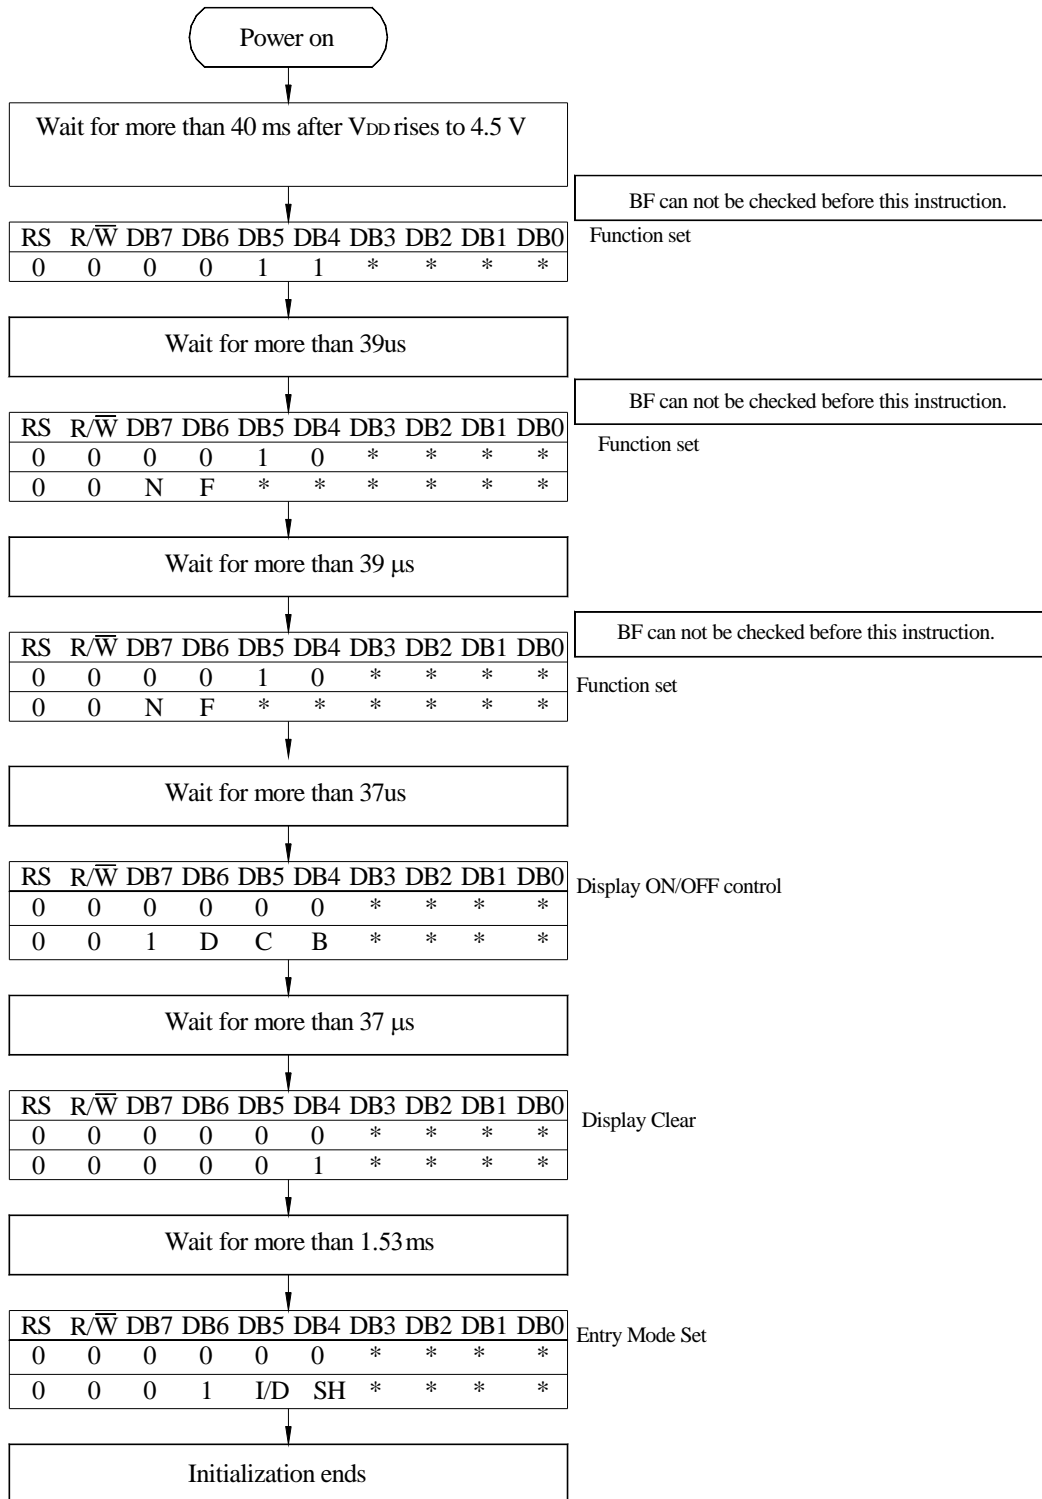 Power on
Wait for more than 40 ms after VDD rises to 4.5 V
BF can not be checked before this instruction.
RS R/W̅ DB7 DB6 DB5 DB4 DB3 DB2 DB1 DB0
Function set
0 0 0 0 1 1 * * * *
Wait for more than 39us
BF can not be checked before this instruction.
RS R/W̅ DB7 DB6 DB5 DB4 DB3 DB2 DB1 DB0
Function set
0 0 0 0 1 0 * * * *
0 0 N F * * * * * *
Wait for more than 39 μs
BF can not be checked before this instruction.
RS R/W̅ DB7 DB6 DB5 DB4 DB3 DB2 DB1 DB0
0 0 0 0 1 0 * * * *
Function set
0 0 N F * * * * * *
Wait for more than 37us
RS R/W̅ DB7 DB6 DB5 DB4 DB3 DB2 DB1 DB0
Display ON/OFF control
0 0 0 0 0 0 * * * *
0 0 1 D C B * * * *
Wait for more than 37 μs
RS R/W̅ DB7 DB6 DB5 DB4 DB3 DB2 DB1 DB0
Display Clear
0 0 0 0 0 0 * * * *
0 0 0 0 0 1 * * * *
Wait for more than 1.53ms
RS R/W̅ DB7 DB6 DB5 DB4 DB3 DB2 DB1 DB0
Entry Mode Set
0 0 0 0 0 0 * * * *
0 0 0 1 I/D SH * * * *
Initialization ends